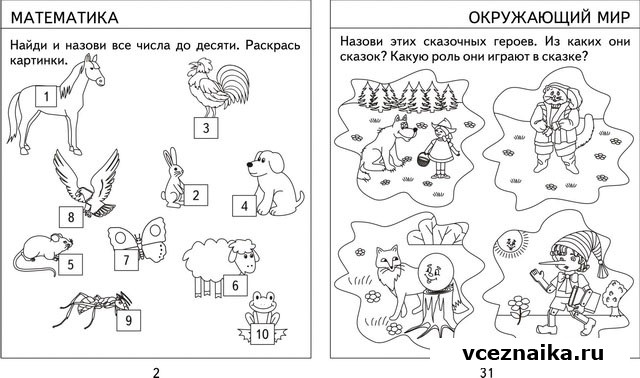 МАТЕМАТИКА
Найди и назови все числа до десяти. Раскрась
картинки.
1
3
2
4
8
7
5
6
9
10
2
ОКРУЖАЮЩИЙ МИР
Назови этих сказочных героев. Из каких они
сказок? Какую роль они играют в сказке?
31
vceznaika.ru